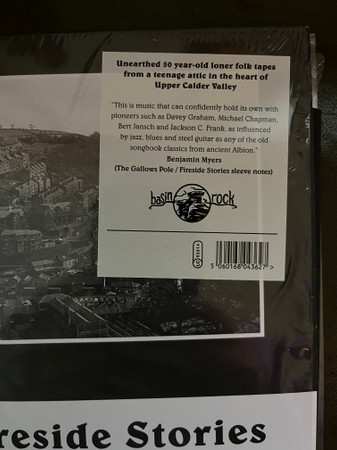 Unearthed 50 year-old loner folk tapes
from a teenage attic in the heart of
Upper Calder Valley
"This is music that can confidently hold its own with
pioneers such as Davey Graham, Michael Chapman,
Bert Jansch and Jackson C. Frank, as influenced
by jazz, blues and steel guitar as any of the old
songbook classics from ancient Albion."
Benjamin Myers
(The Gallows Pole / Fireside Stories sleeve notes)
basin rock
5 060168 043627 >
reside Stories